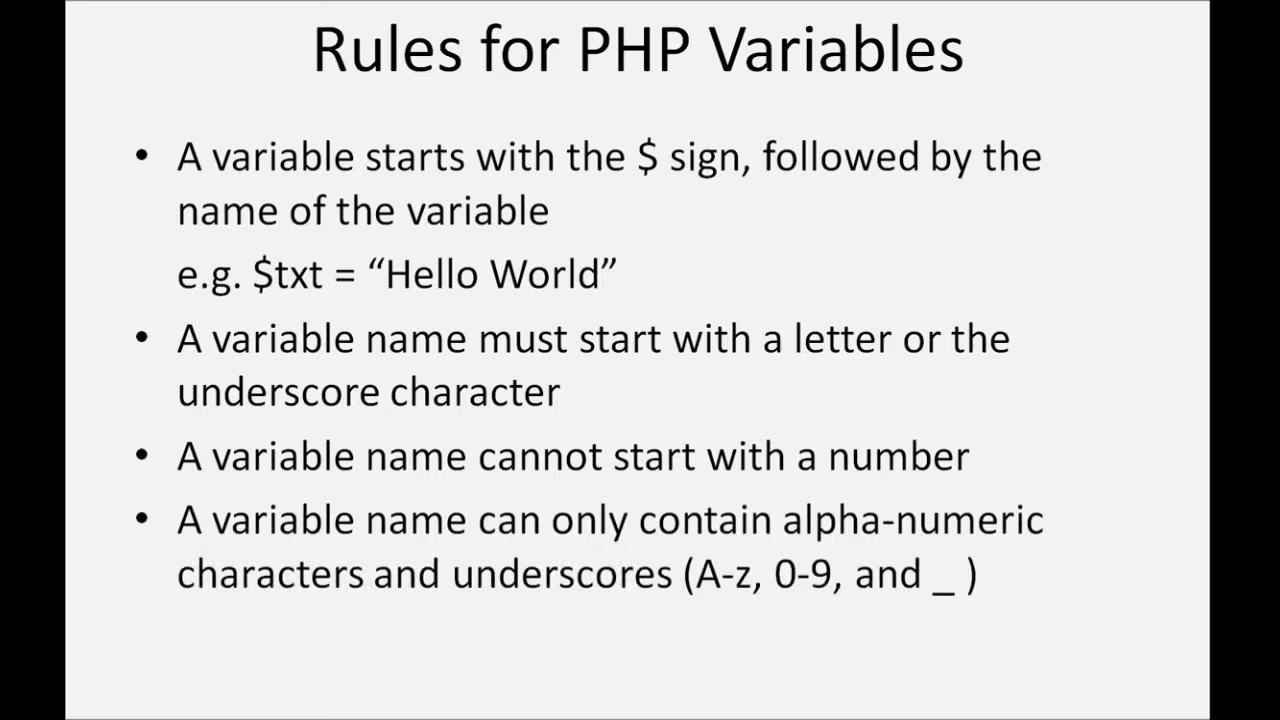 Rules for PHP Variables
• A variable starts with the $ sign, followed by the
name of the variable
e.g. $txt = “Hello World”
• A variable name must start with a letter or the
underscore character
• A variable name cannot start with a number
• A variable name can only contain alpha-numeric
characters and underscores (A-z, 0-9, and _ )